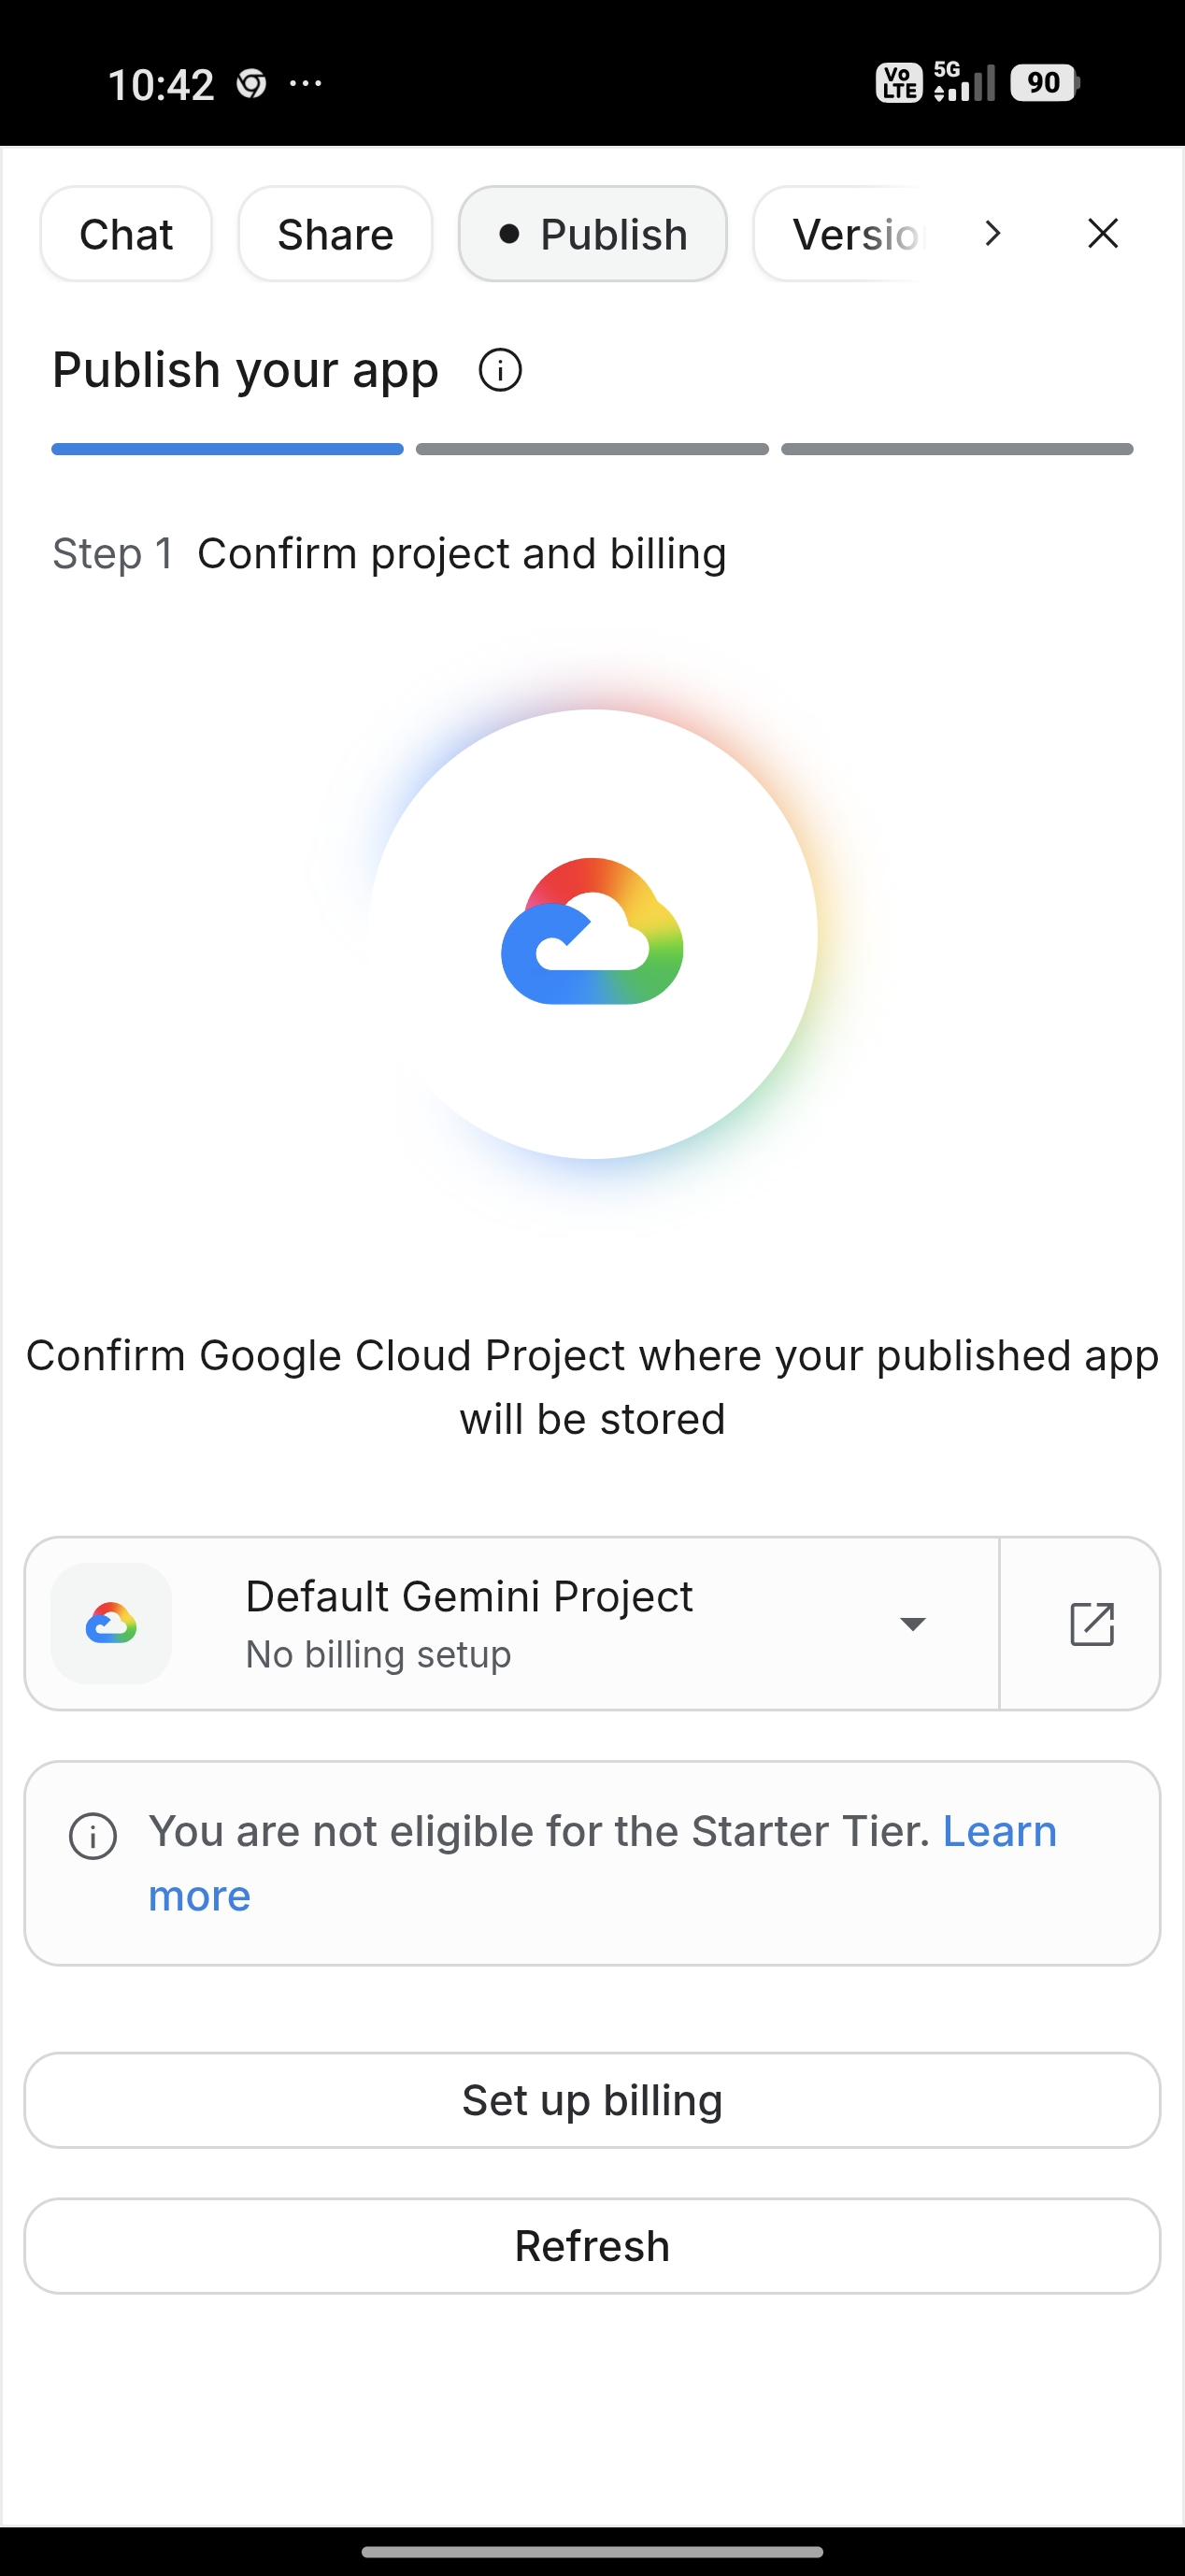 10:42 ... Vo LTE 5G 90
Chat Share Publish Versio
Publish your app
Step 1 Confirm project and billing
Confirm Google Cloud Project where your published app
will be stored
Default Gemini Project
No billing setup
You are not eligible for the Starter Tier. Learn
more
Set up billing
Refresh